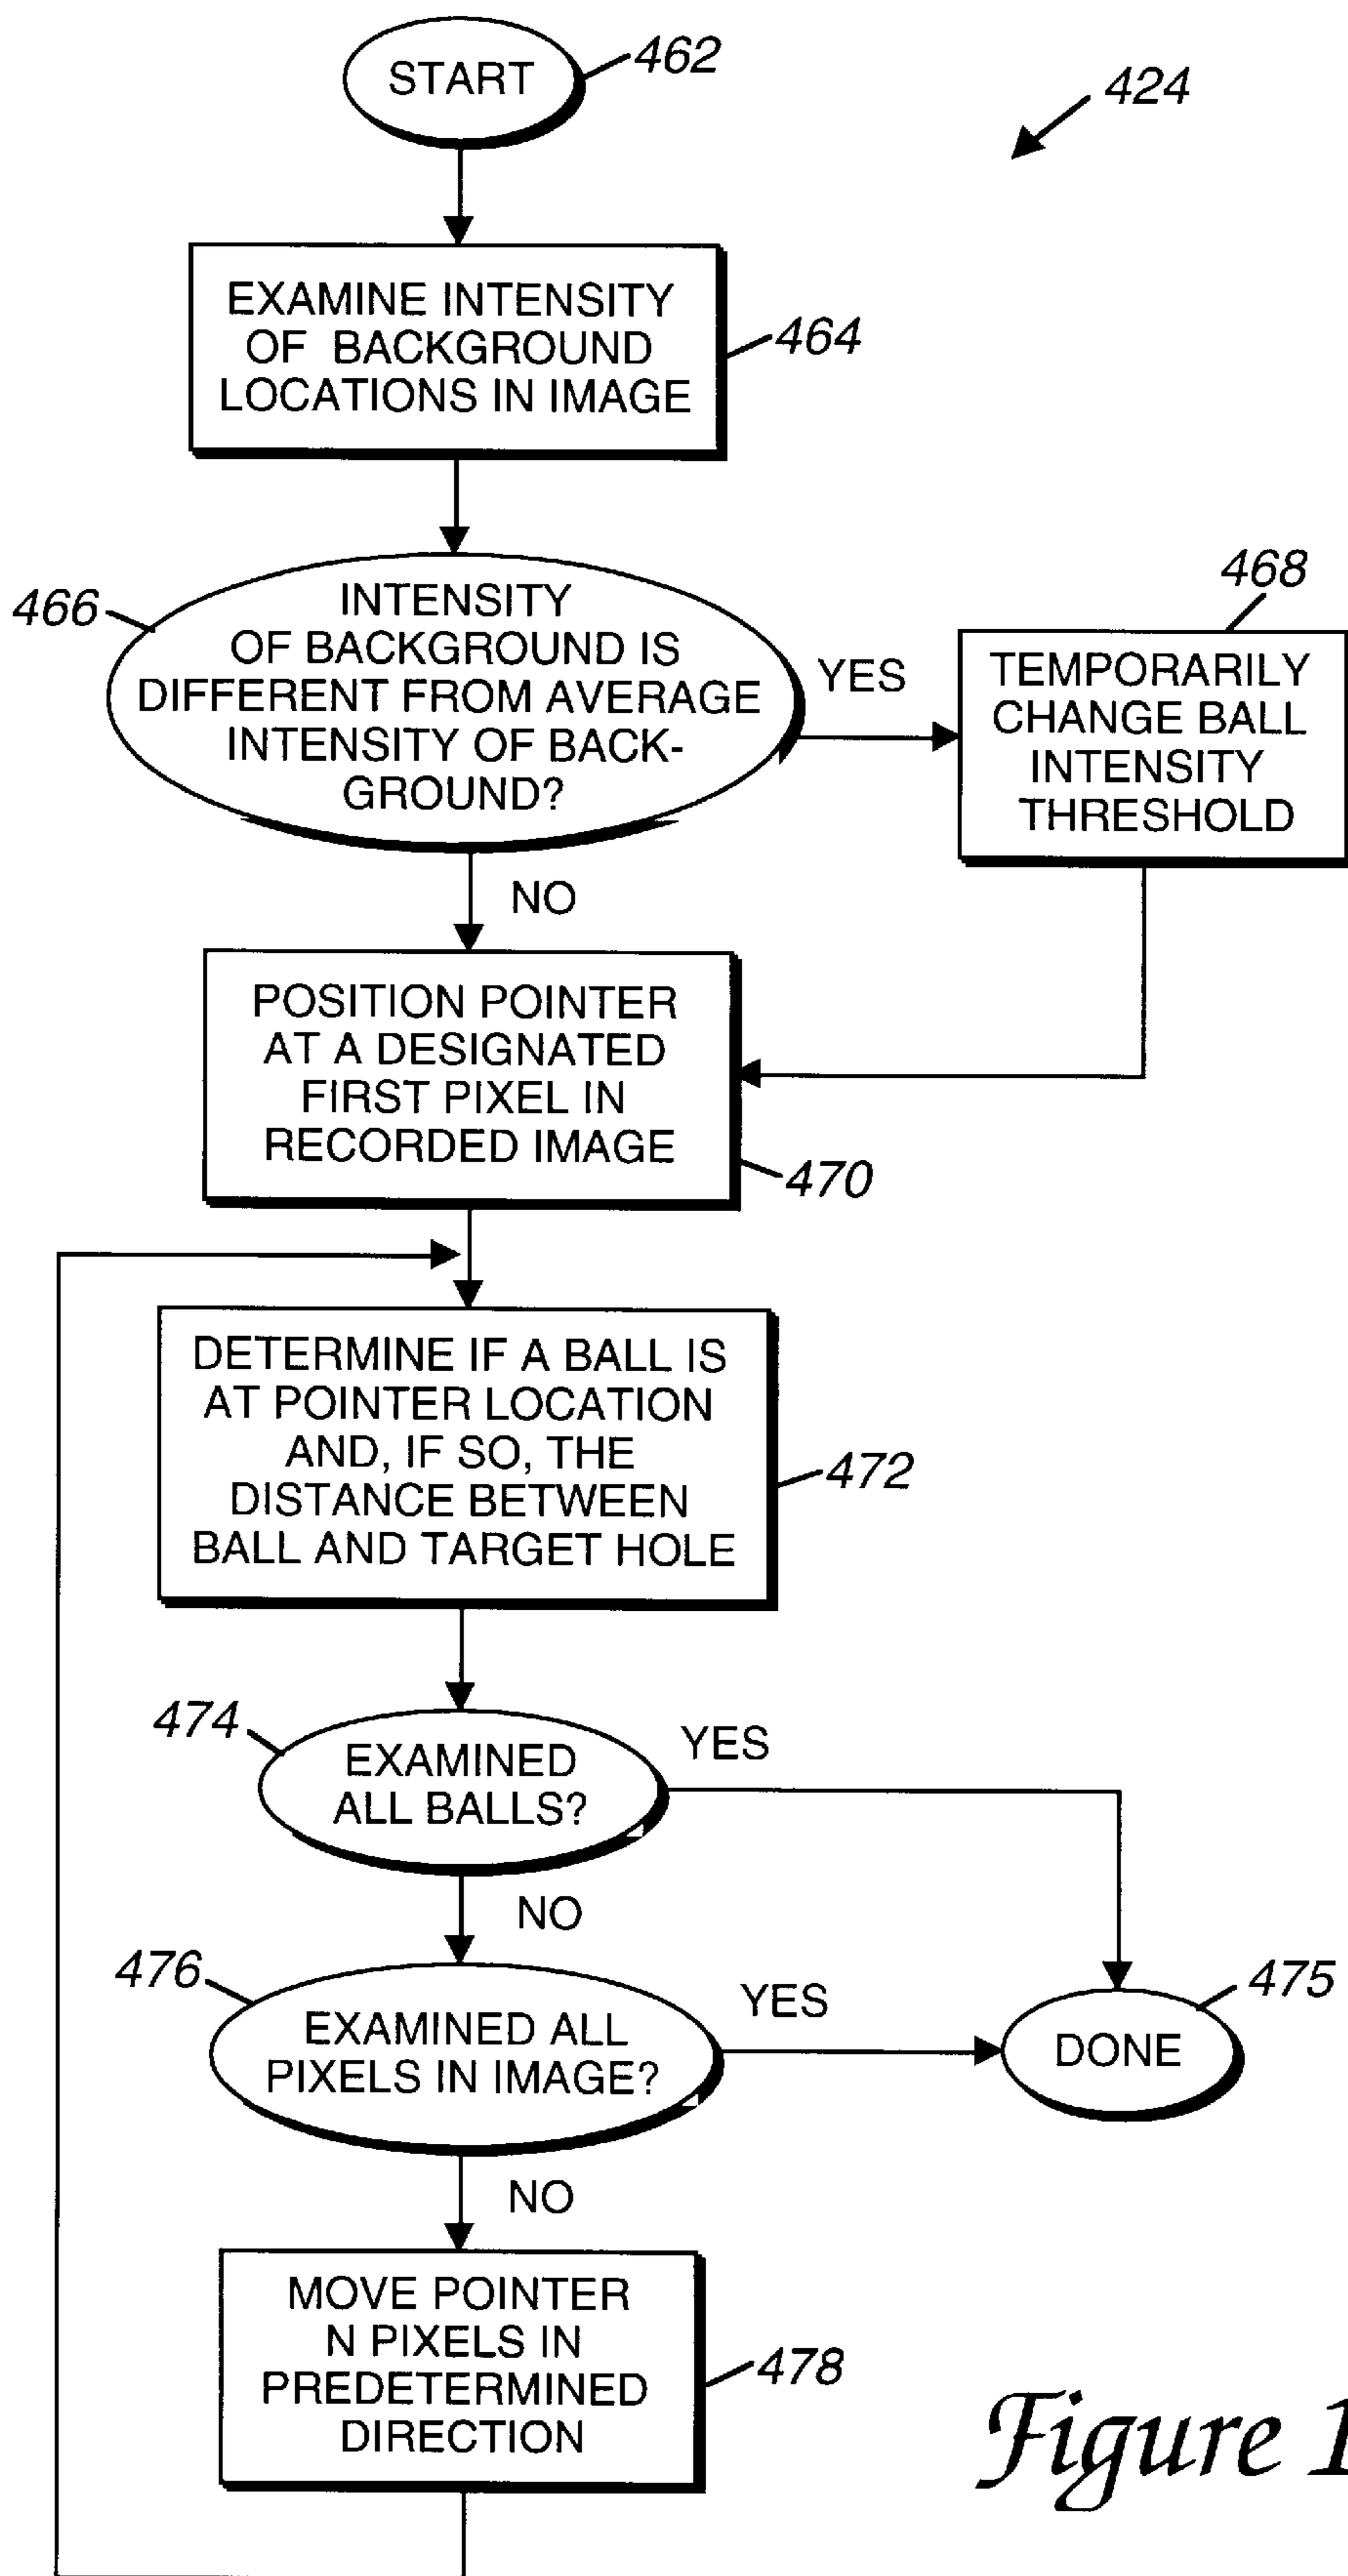 START
462
424
EXAMINE INTENSITY
OF BACKGROUND
LOCATIONS IN IMAGE
464
466
INTENSITY
OF BACKGROUND IS
DIFFERENT FROM AVERAGE
INTENSITY OF BACK-
GROUND?
YES
468
TEMPORARILY
CHANGE BALL
INTENSITY
THRESHOLD
NO
POSITION POINTER
AT A DESIGNATED
FIRST PIXEL IN
RECORDED IMAGE
470
DETERMINE IF A BALL IS
AT POINTER LOCATION
AND, IF SO, THE
DISTANCE BETWEEN
BALL AND TARGET HOLE
472
474
EXAMINED
ALL BALLS?
YES
NO
476
EXAMINED ALL
PIXELS IN IMAGE?
YES
475
DONE
NO
MOVE POINTER
N PIXELS IN
PREDETERMINED
DIRECTION
478
Figure 1